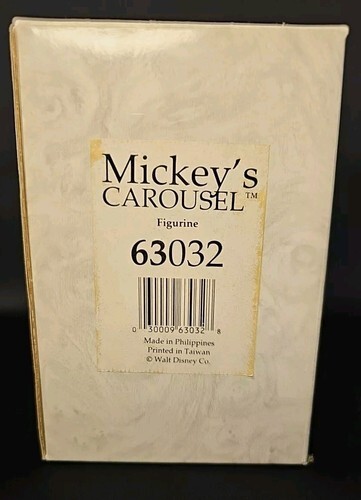 Mickey's
CAROUSEL™
Figurine
63032
0 30009 63032 8
Made in Philippines
Printed in Taiwan
© Walt Disney Co.